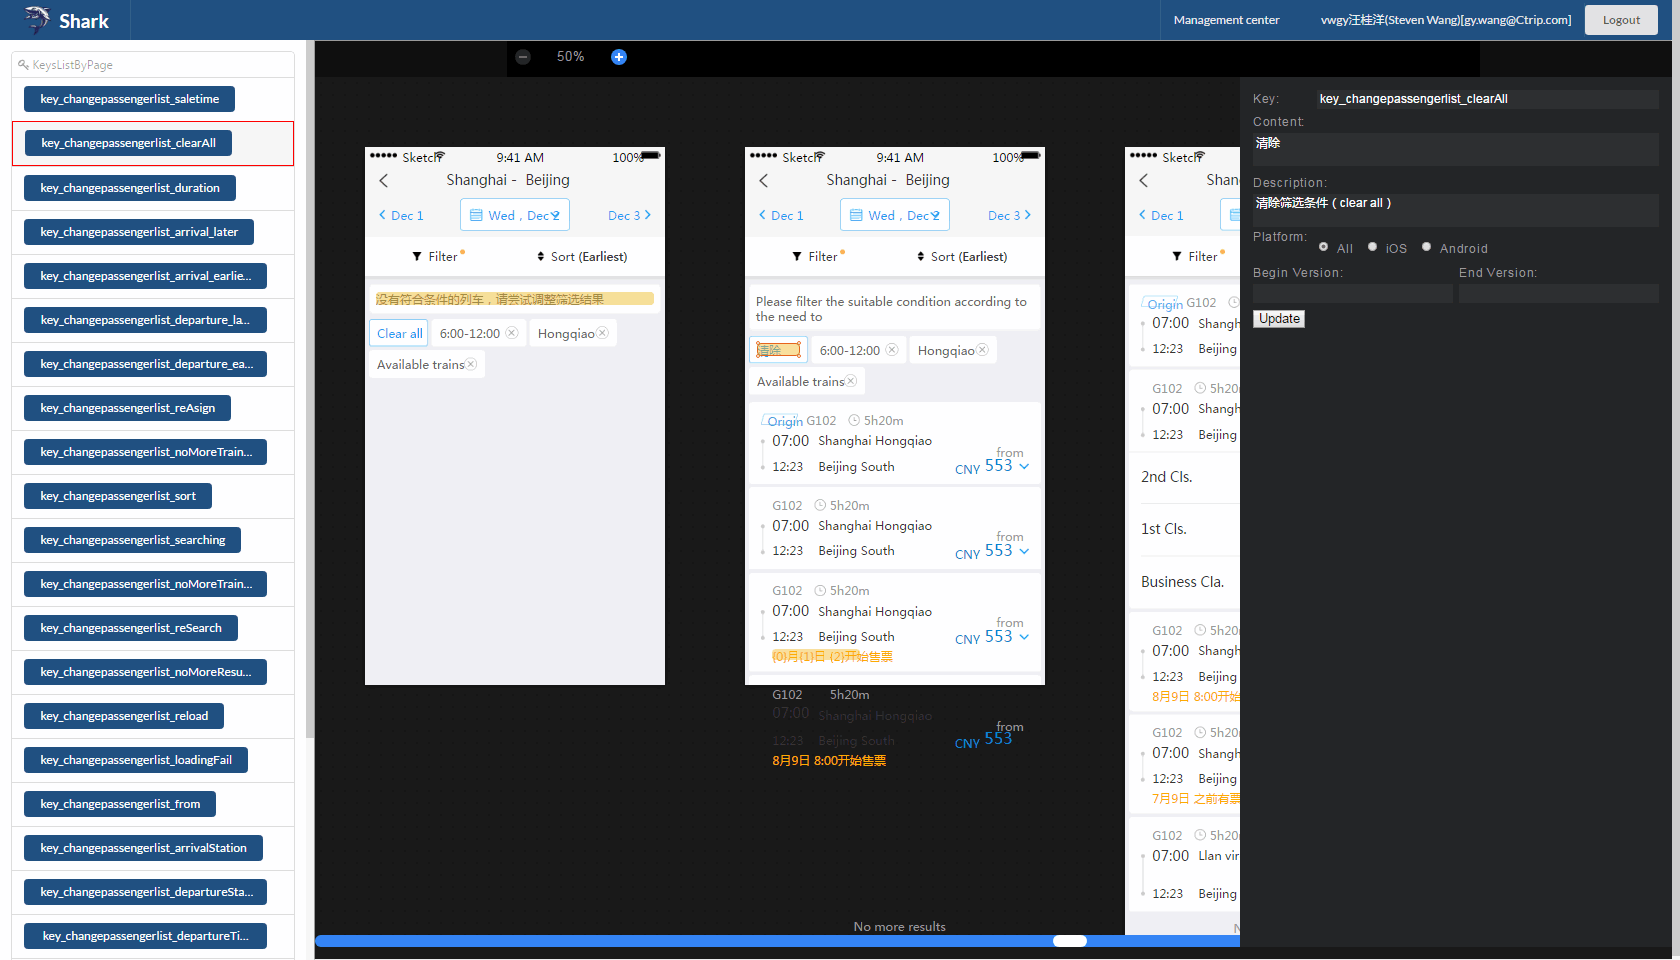 Shark
Management center
vwgy汪桂洋(Steven Wang)[gy.wang@Ctrip.com]
Logout
KeysListByPage
key_changepassengerlist_saletime
key_changepassengerlist_clearAll
key_changepassengerlist_duration
key_changepassengerlist_arrival_later
key_changepassengerlist_arrival_earlie...
key_changepassengerlist_departure_la...
key_changepassengerlist_departure_ea...
key_changepassengerlist_reAsign
key_changepassengerlist_noMoreTrain...
key_changepassengerlist_sort
key_changepassengerlist_searching
key_changepassengerlist_noMoreTrain...
key_changepassengerlist_reSearch
key_changepassengerlist_noMoreResu...
key_changepassengerlist_reload
key_changepassengerlist_loadingFail
key_changepassengerlist_from
key_changepassengerlist_arrivalStation
key_changepassengerlist_departureSta...
key_changepassengerlist_departureTi...
50%
Sketch 9:41 AM 100%
Shanghai - Beijing
Dec 1 Wed , Dec 2 Dec 3
Filter Sort (Earliest)
没有符合条件的列车，请尝试调整筛选结果
Clear all 6:00-12:00 Hongqiao
Available trains
Sketch 9:41 AM 100%
Shanghai - Beijing
Dec 1 Wed , Dec 2 Dec 3
Filter Sort (Earliest)
Please filter the suitable condition according to
the need to
清除 6:00-12:00 Hongqiao
Available trains
Origin G102 5h20m
07:00 Shanghai Hongqiao
from
12:23 Beijing South CNY 553
G102 5h20m
07:00 Shanghai Hongqiao
from
12:23 Beijing South CNY 553
G102 5h20m
07:00 Shanghai Hongqiao
from
12:23 Beijing South CNY 553
{0}月{1}日 {2}开始售票
G102 5h20m
07:00 Shanghai Hongqiao
from
12:23 Beijing South CNY 553
8月9日 8:00开始售票
No more results
Sketch
Shan
Dec 1
Filter
Origin G102
07:00 Shangh
12:23 Beijing
G102 5h20
07:00 Shangh
12:23 Beijing
2nd Cls.
1st Cls.
Business Cla.
G102 5h20
07:00 Shangh
12:23 Beijing
8月9日 8:00开始
G102 5h20
07:00 Shangh
12:23 Beijing
7月9日 之前有票
G102 5h20
07:00 Llan vir
12:23 Beijing
N
Key: key_changepassengerlist_clearAll
Content:
清除
Description:
清除筛选条件（clear all）
Platform: All iOS Android
Begin Version: End Version:
Update